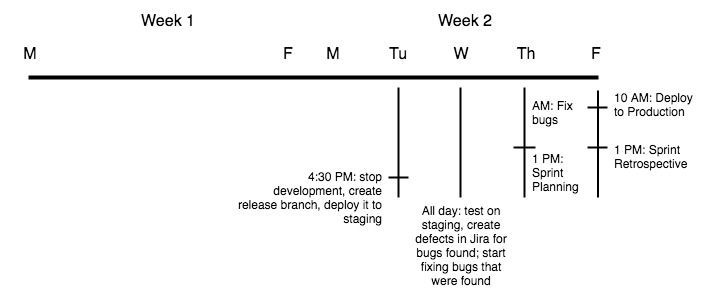 Week 1
Week 2
M
F
M
Tu
W
Th
F
4:30 PM: stop
development, create
release branch, deploy it to
staging
All day: test on
staging, create
defects in Jira for
bugs found; start
fixing bugs that
were found
AM: Fix
bugs
1 PM:
Sprint
Planning
10 AM: Deploy
to Production
1 PM: Sprint
Retrospective